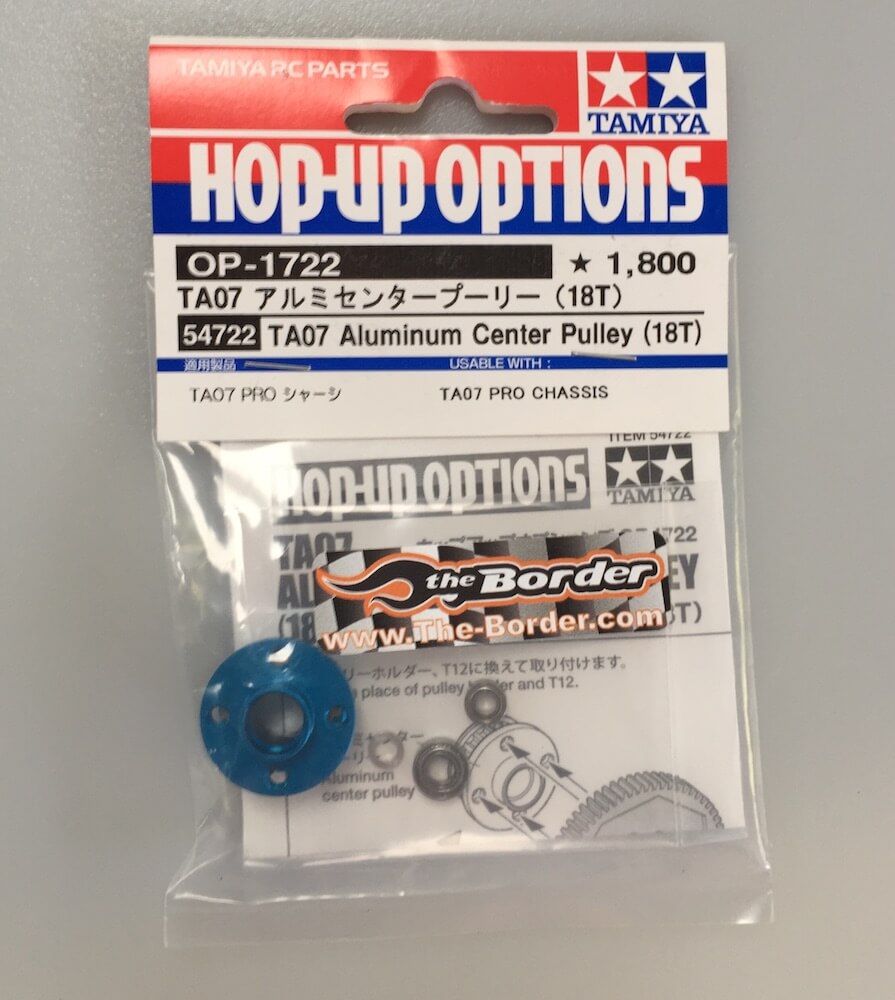 TAMIYA RC PARTS
TAMIYA
HOP-UP OPTIONS
OP-1722 ★ 1,800
TA07 アルミセンタープーリー (18T)
54722 TA07 Aluminum Center Pulley (18T)
適用製品 USABLE WITH :
TA07 PRO シャーシ TA07 PRO CHASSIS
ITEM 54722
HOP-UP OPTIONS
TAMIYA
TA07
the Border
www.The-Border.com
リーホルダー、T12に換えて取り付けます。
place of pulley and T12.
Aluminum
center pulley